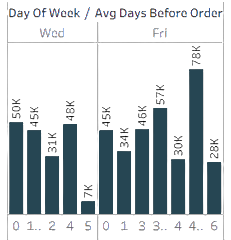 Day Of Week / Avg Days Before Order
Wed Fri
50K 45K 31K 48K 7K 45K 34K 46K 57K 30K 78K 28K
0 1.. 2 4 5 0 1 3 3.. 4 4.. 6